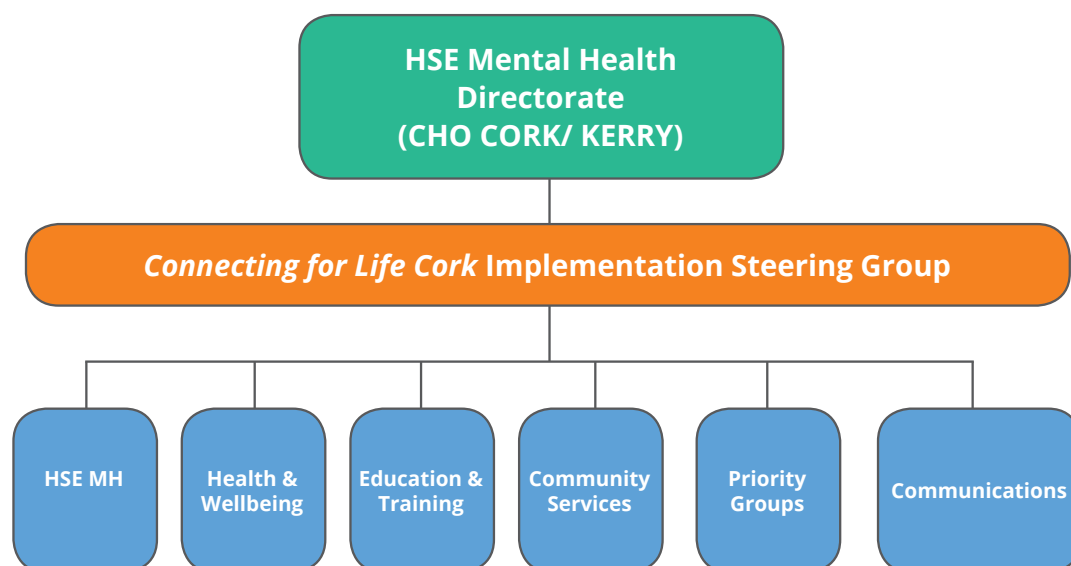 HSE Mental Health
Directorate
(CHO CORK/ KERRY)
Connecting for Life Cork Implementation Steering Group
HSE MH
Health &
Wellbeing
Education &
Training
Community
Services
Priority
Groups
Communications